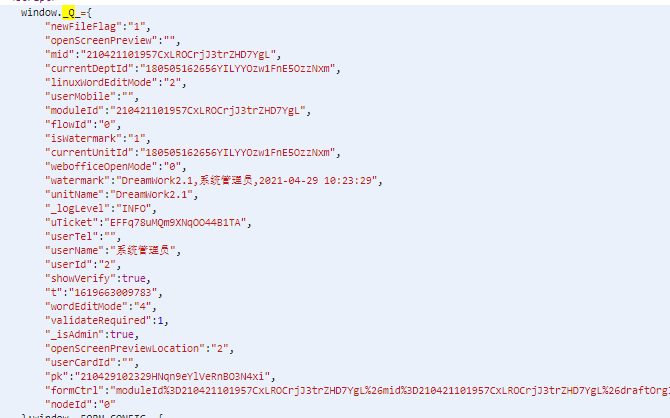 window._Q_={
"newFileFlag":"1",
"openScreenPreview":"",
"mid":"210421101957CxLROCrjJ3trZHD7YgL",
"currentDeptId":"180505162656YILYYOzw1FnE5OzzNxm",
"linuxWordEditMode":"2",
"userMobile":"",
"moduleId":"210421101957CxLROCrjJ3trZHD7YgL",
"flowId":"0",
"isWatermark":"1",
"currentUnitId":"180505162656YILYYOzw1FnE5OzzNxm",
"webofficeOpenMode":"0",
"watermark":"DreamWork2.1,系统管理员,2021-04-29 10:23:29",
"unitName":"DreamWork2.1",
"_logLevel":"INFO",
"uTicket":"EFFq78uMQm9XNqOO44B1TA",
"userTel":"",
"userName":"系统管理员",
"userId":"2",
"showVerify":true,
"t":"1619663009783",
"wordEditMode":"4",
"validateRequired":1,
"_isAdmin":true,
"openScreenPreviewLocation":"2",
"userCardId":"",
"pk":"210429102329HNqn9eYlVeRnBO3N4xi",
"formCtrl":"moduleId%3D210421101957CxLROCrjJ3trZHD7YgL%26mid%3D210421101957CxLROCrjJ3trZHD7YgL%26draftOrgI
"nodeId":"0"